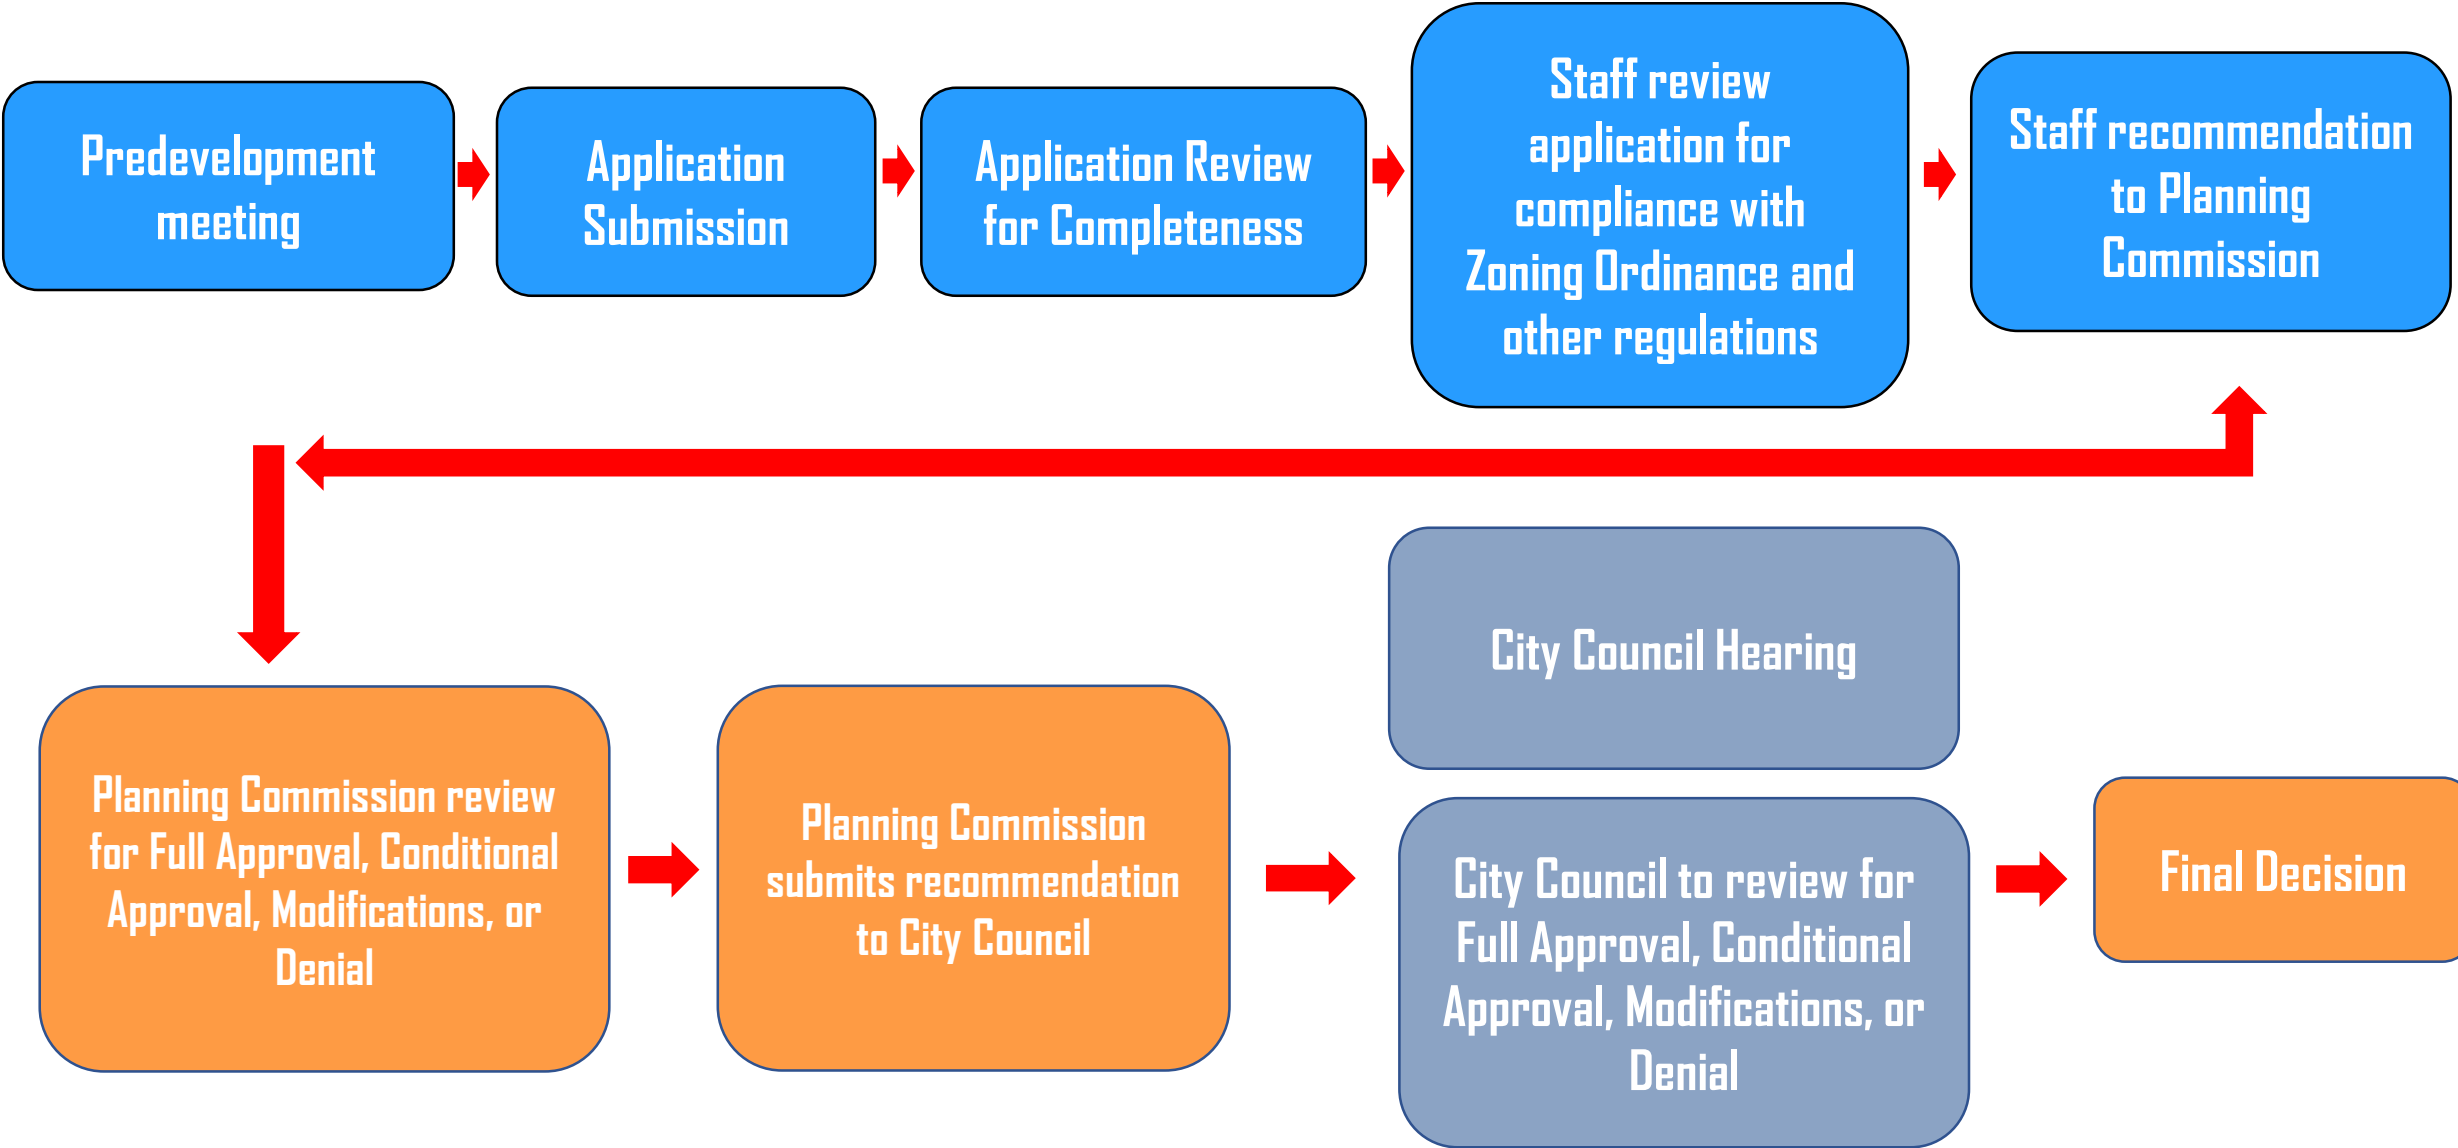 Predevelopment
meeting
Application
Submission
Application Review
for Completeness
Staff review
application for
compliance with
Zoning Ordinance and
other regulations
Staff recommendation
to Planning
Commission
Planning Commission review
for Full Approval, Conditional
Approval, Modifications, or
Denial
Planning Commission
submits recommendation
to City Council
City Council Hearing
City Council to review for
Full Approval, Conditional
Approval, Modifications, or
Denial
Final Decision